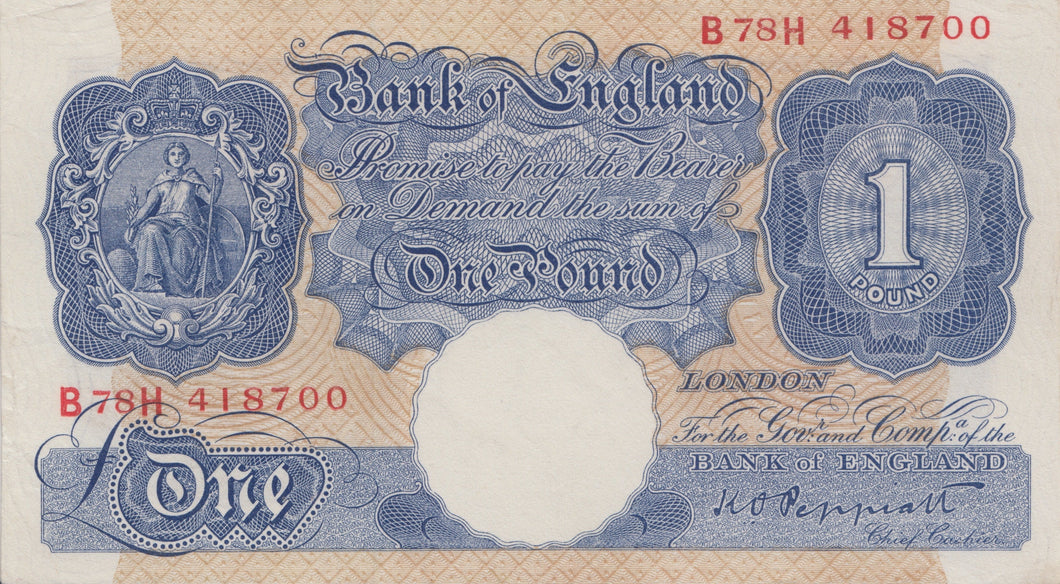 B78H 418700
Bank of England
Promise to pay the Bearer
on Demand the sum of
One Pound
1
POUND
B78H 418700
LONDON
For the Govr. and Compa. of the
BANK of ENGLAND
£One
K O Peppiatt
Chief Cashier